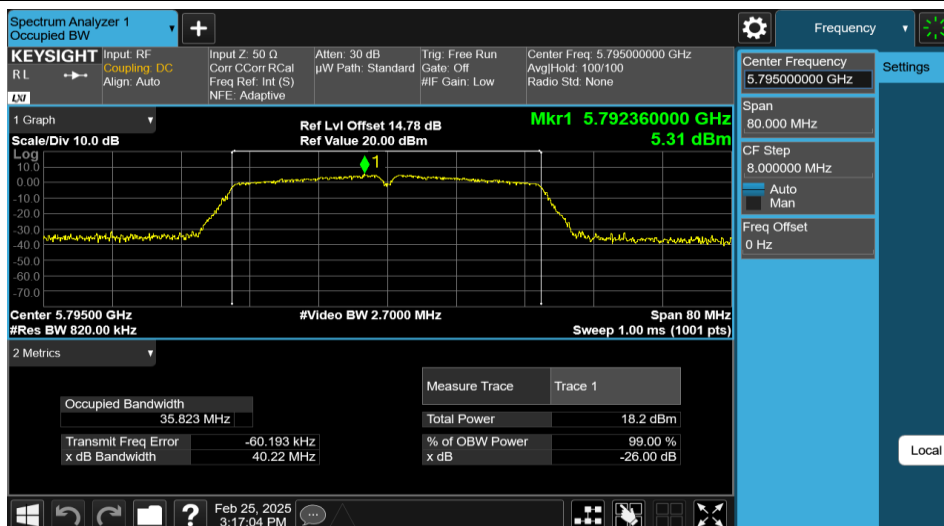 Spectrum Analyzer 1
Occupied BW
+
Frequency
KEYSIGHT
RL
LXI
Input: RF
Coupling: DC
Align: Auto
Input Z: 50 Ω
Corr CCorr RCal
Freq Ref: Int (S)
NFE: Adaptive
Atten: 30 dB
µW Path: Standard
Trig: Free Run
Gate: Off
#IF Gain: Low
Center Freq: 5.795000000 GHz
Avg|Hold: 100/100
Radio Std: None
Center Frequency
5.795000000 GHz
Settings
Span
80.000 MHz
CF Step
8.000000 MHz
Auto
Man
Freq Offset
0 Hz
Local
1 Graph
Scale/Div 10.0 dB
Ref Lvl Offset 14.78 dB
Ref Value 20.00 dBm
Mkr1 5.792360000 GHz
5.31 dBm
Log
1
10.0
0.00
-10.0
-20.0
-30.0
-40.0
-50.0
-60.0
-70.0
Center 5.79500 GHz
#Video BW 2.7000 MHz
Span 80 MHz
#Res BW 820.00 kHz
Sweep 1.00 ms (1001 pts)
2 Metrics
Measure Trace
Trace 1
Occupied Bandwidth
35.823 MHz
Total Power
18.2 dBm
Transmit Freq Error
-60.193 kHz
% of OBW Power
99.00 %
x dB Bandwidth
40.22 MHz
x dB
-26.00 dB
?
Feb 25, 2025
3:17:04 PM